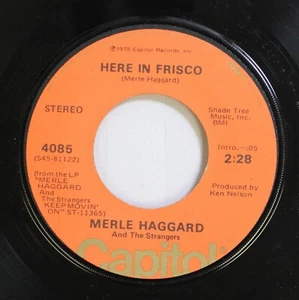 ℗1975 Capitol Records, Inc.
HERE IN FRISCO
(Merle Haggard)
STEREO
Shade Tree
Music, Inc.
BMI
4085
(S45-81122)
Intro.—:05
2:28
(from the LP
"MERLE
HAGGARD
And The Strangers
KEEP MOVIN'
ON" ST-11365)
Produced by
Ken Nelson
MERLE HAGGARD
And The Strangers
Capitol